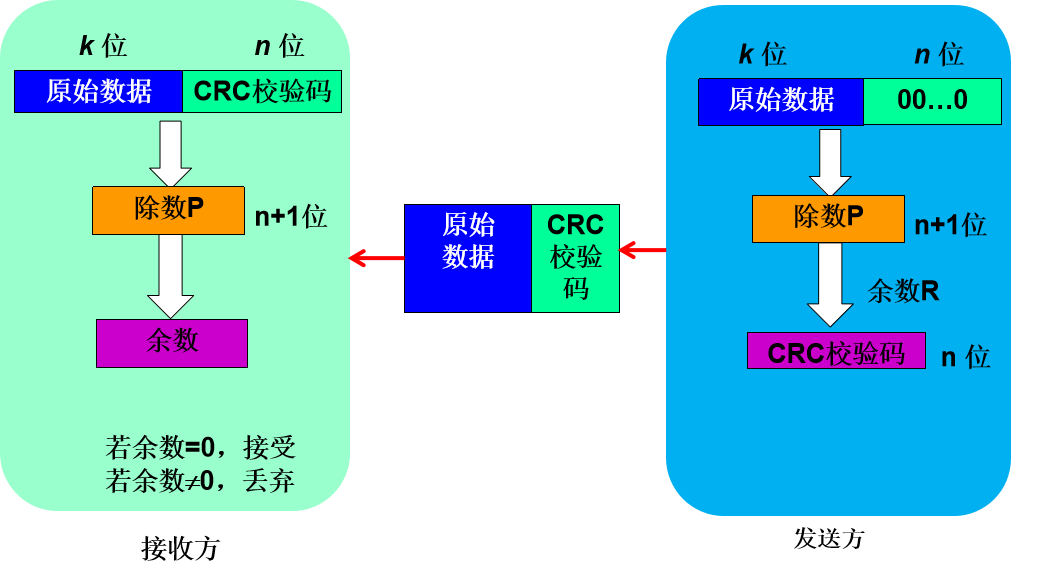 k 位 n 位
原始数据 CRC校验码
除数P n+1位
余数
若余数=0，接受
若余数≠0，丢弃
接收方
原始
数据
CRC
校验
码
k 位 n 位
原始数据 00…0
除数P n+1位
余数R
CRC校验码 n 位
发送方